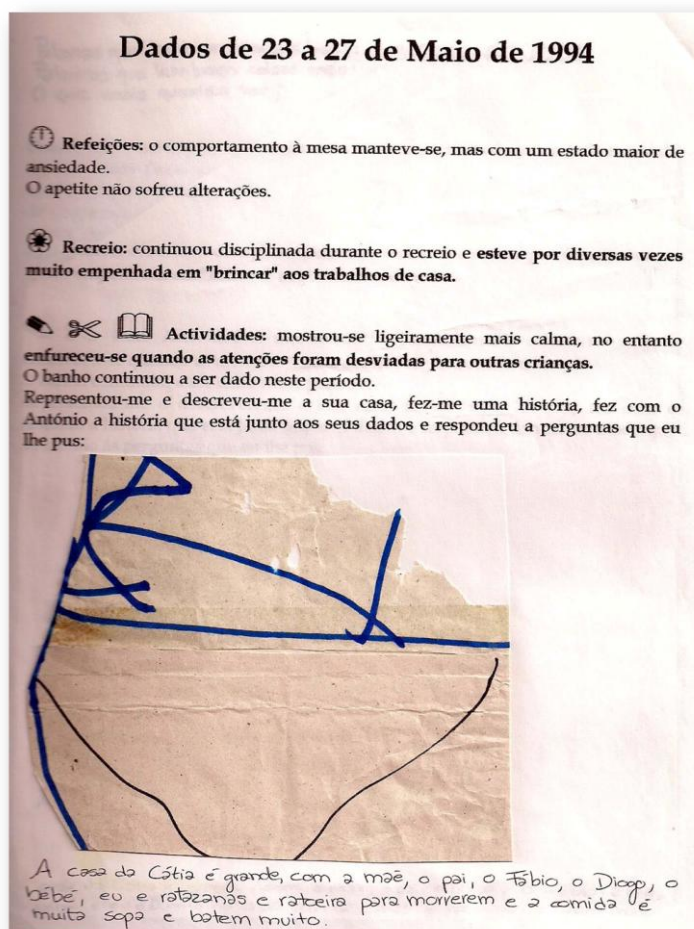 Dados de 23 a 27 de Maio de 1994
Refeições: o comportamento à mesa manteve-se, mas com um estado maior de
ansiedade.
O apetite não sofreu alterações.
Recreio: continuou disciplinada durante o recreio e esteve por diversas vezes
muito empenhada em "brincar" aos trabalhos de casa.
Actividades: mostrou-se ligeiramente mais calma, no entanto
enfureceu-se quando as atenções foram desviadas para outras crianças.
O banho continuou a ser dado neste período.
Representou-me e descreveu-me a sua casa, fez-me uma história, fez com o
António a história que está junto aos seus dados e respondeu a perguntas que eu
lhe pus:
A casa da Cátia é grande, com a mãe, o pai, o Fábio, o Diogo, o
bébé, eu e ratazanas e ratoeira para morrerem e a comida é
muita sopa e batem muito.